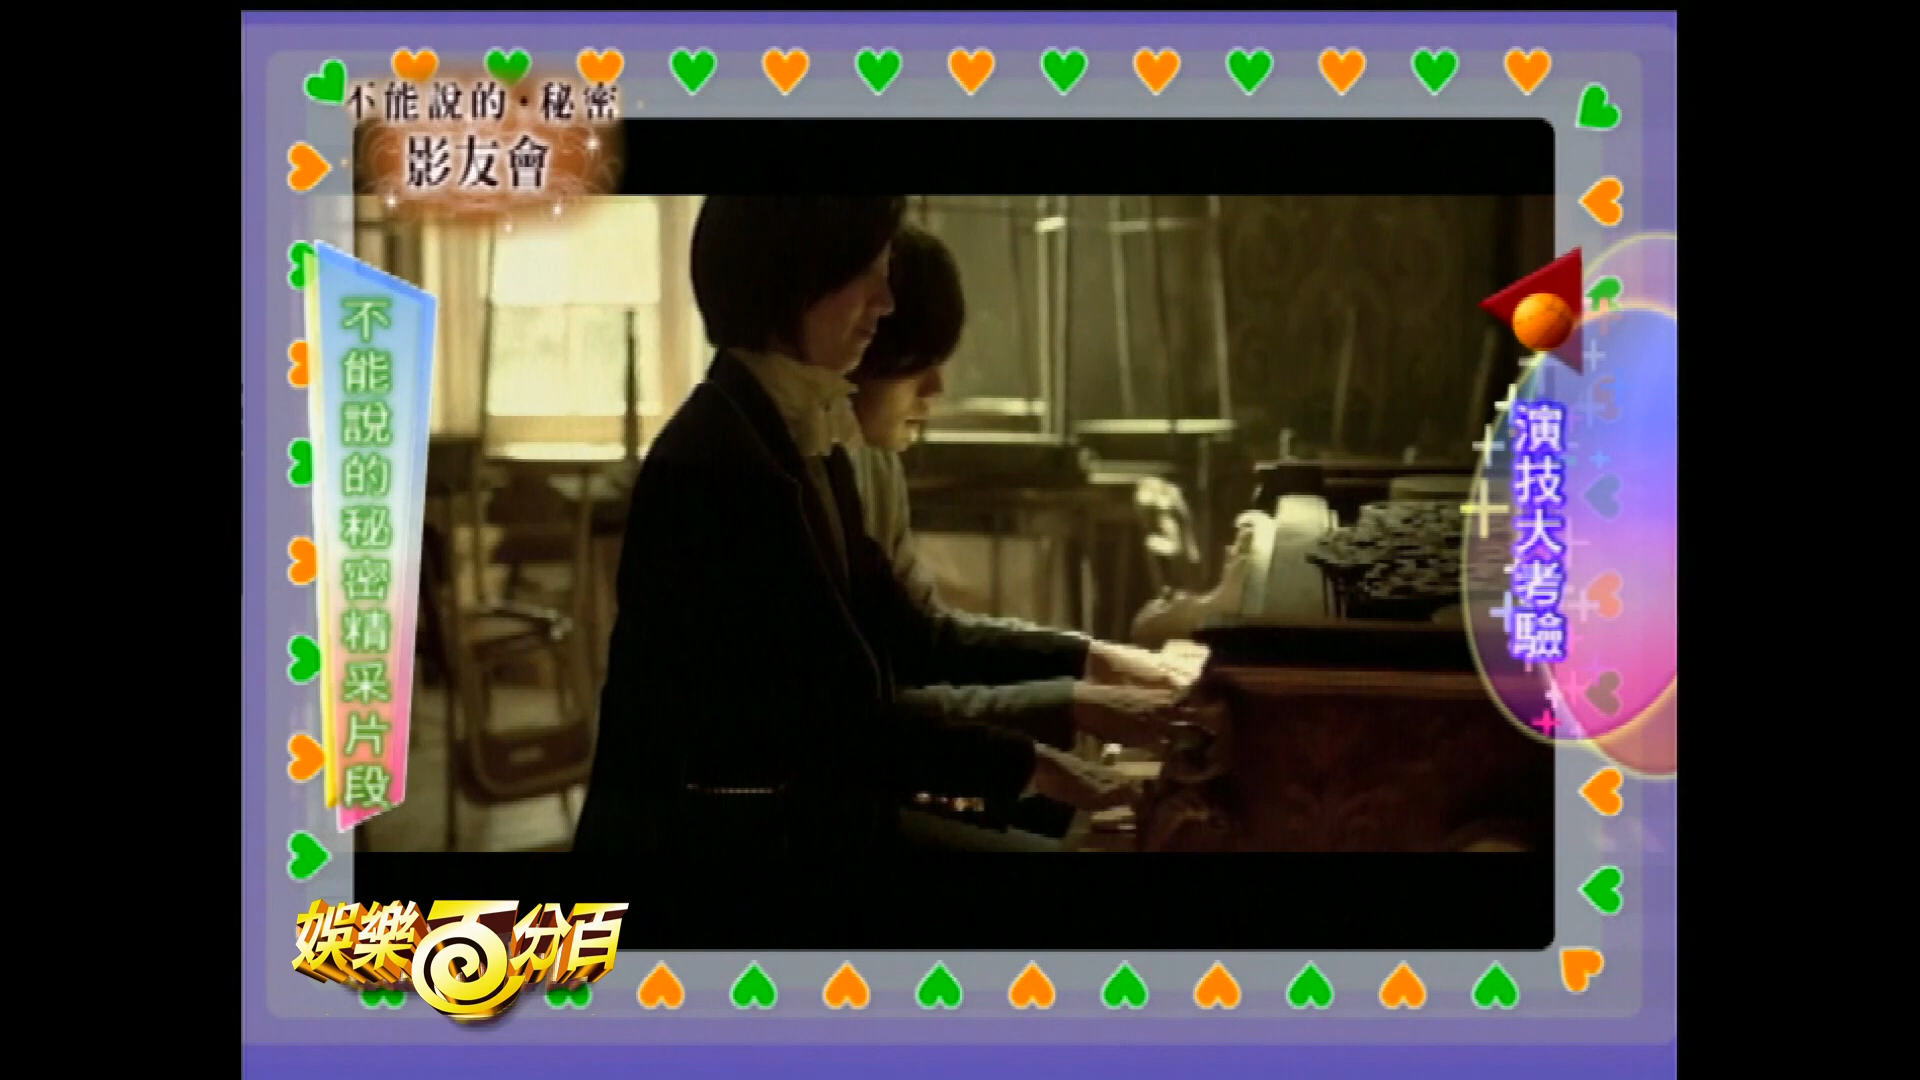 不能說的·秘密
影友會
不能說的秘密精采片段
演技大考驗
娛樂百分百